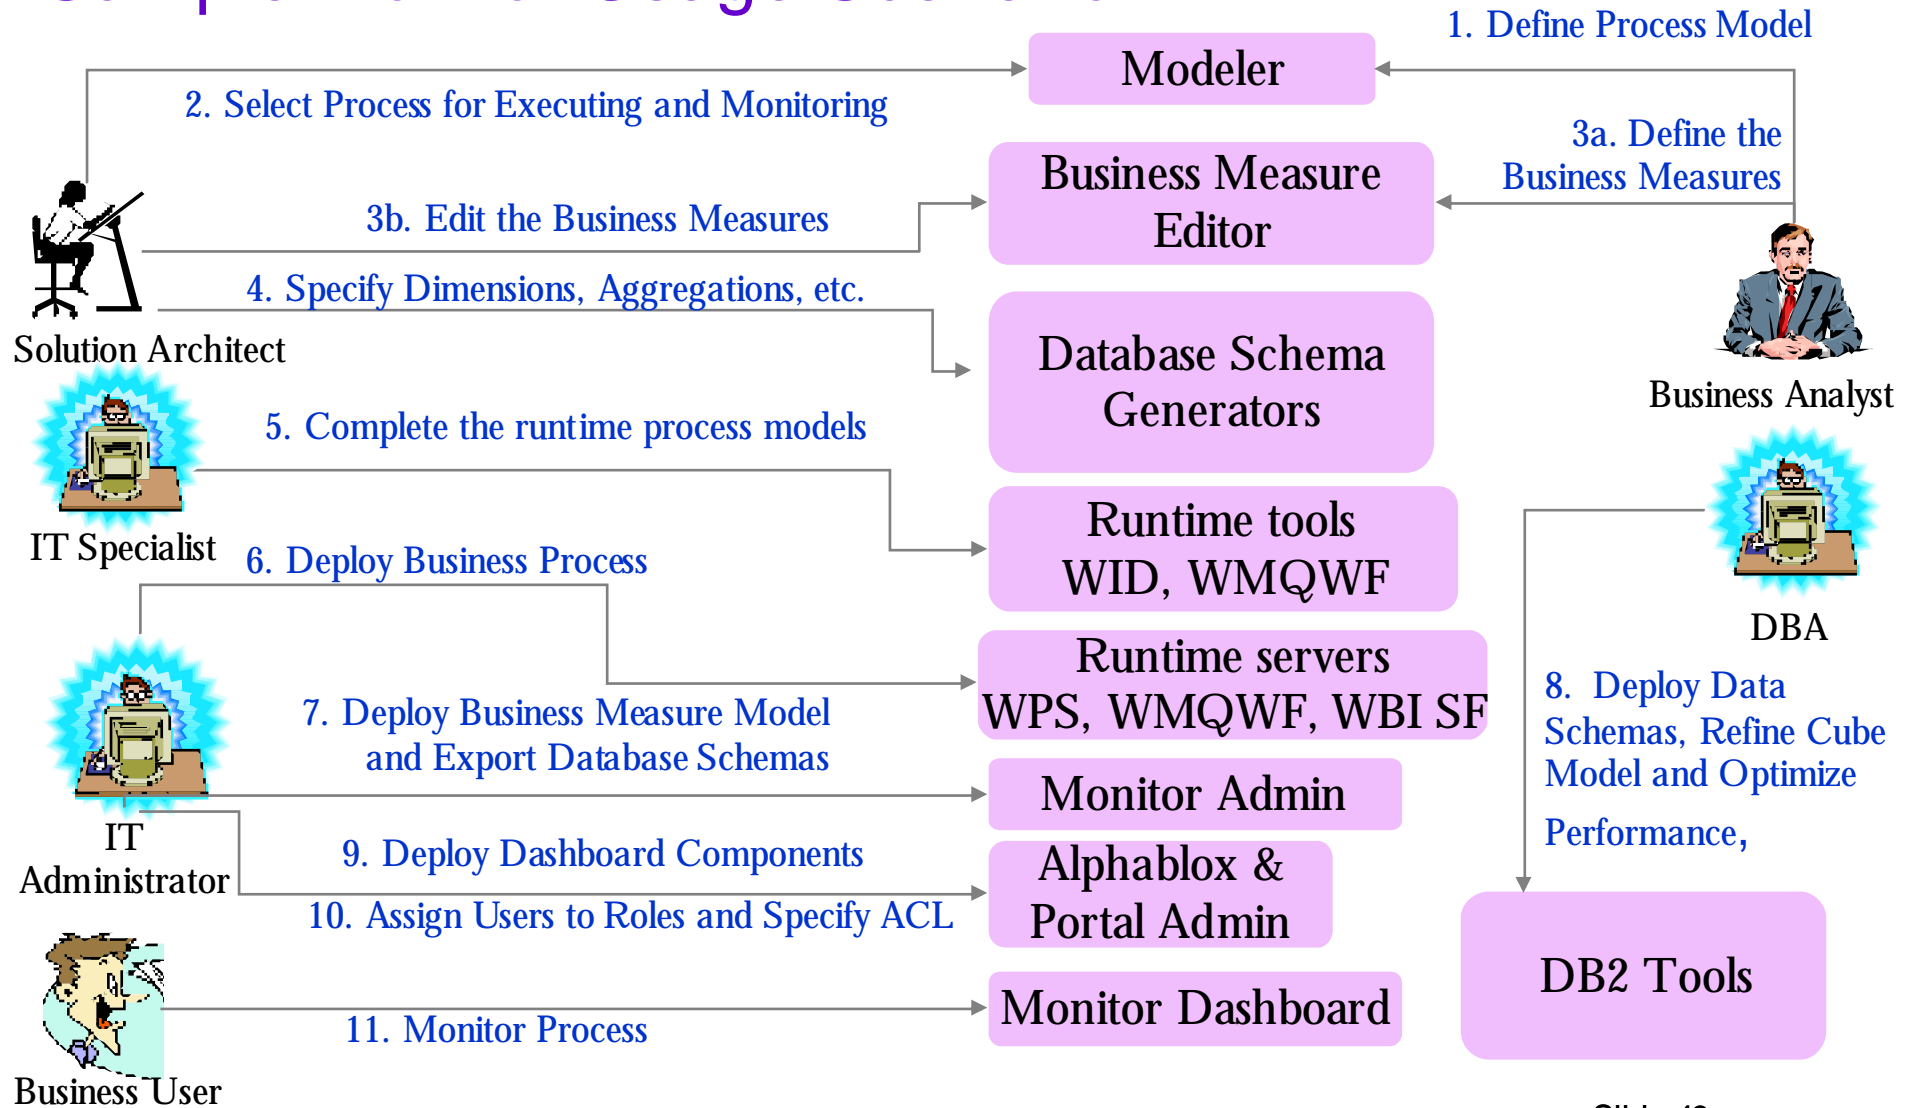 1. Define Process Model
Modeler
2. Select Process for Executing and Monitoring
3a. Define the
Business Measures
Business Measure
Editor
3b. Edit the Business Measures
4. Specify Dimensions, Aggregations, etc.
Solution Architect
Database Schema
Generators
Business Analyst
5. Complete the runtime process models
Runtime tools
WID, WMQWF
IT Specialist
6. Deploy Business Process
DBA
Runtime servers
WPS, WMQWF, WBI SF
7. Deploy Business Measure Model
and Export Database Schemas
8. Deploy Data
Schemas, Refine Cube
Model and Optimize
Performance,
Monitor Admin
IT
Administrator
9. Deploy Dashboard Components
Alphablox &
Portal Admin
10. Assign Users to Roles and Specify ACL
DB2 Tools
Monitor Dashboard
11. Monitor Process
Business User